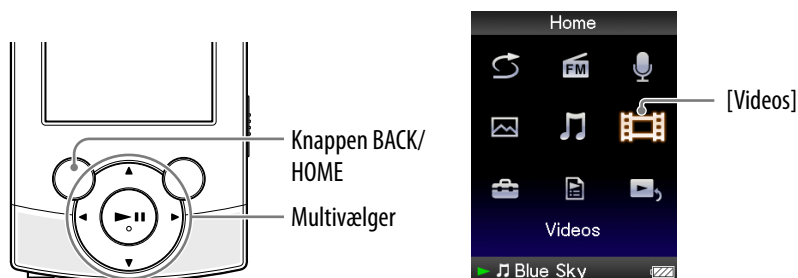 Knappen BACK/
HOME
Multivælger
Home
FM
[Videos]
Videos
Blue Sky